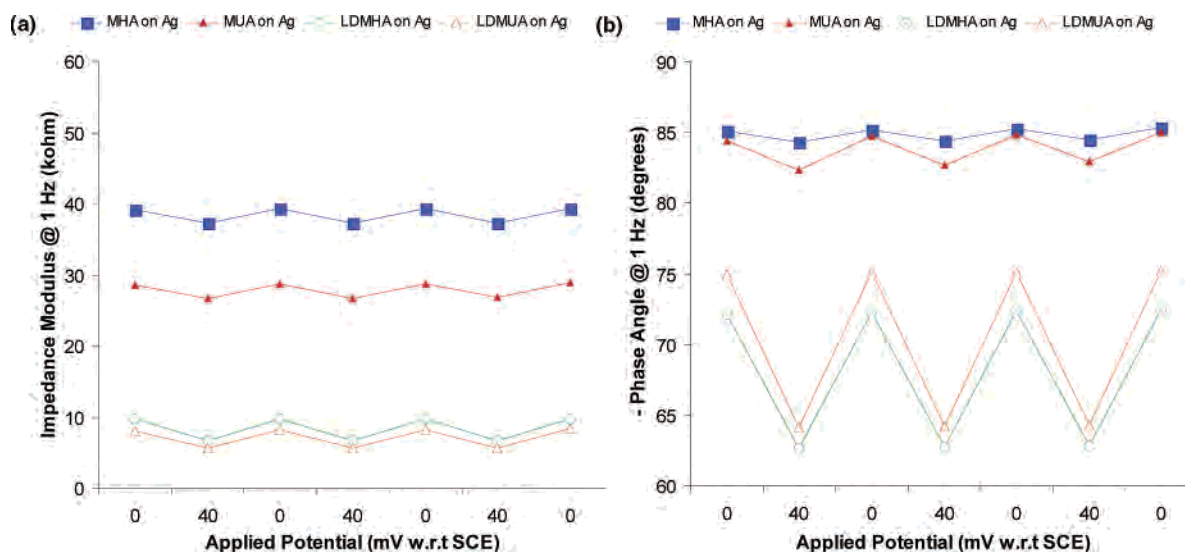 (a)
MHA on Ag MUA on Ag LDMHA on Ag LDMUA on Ag
Impedance Modulus @ 1 Hz (kohm)
60
50
40
30
20
10
0
0 40 0 40 0 40 0
Applied Potential (mV w.r.t SCE)
(b)
MHA on Ag MUA on Ag LDMHA on Ag LDMUA on Ag
- Phase Angle @ 1 Hz (degrees)
90
85
80
75
70
65
60
0 40 0 40 0 40 0
Applied Potential (mV w.r.t SCE)